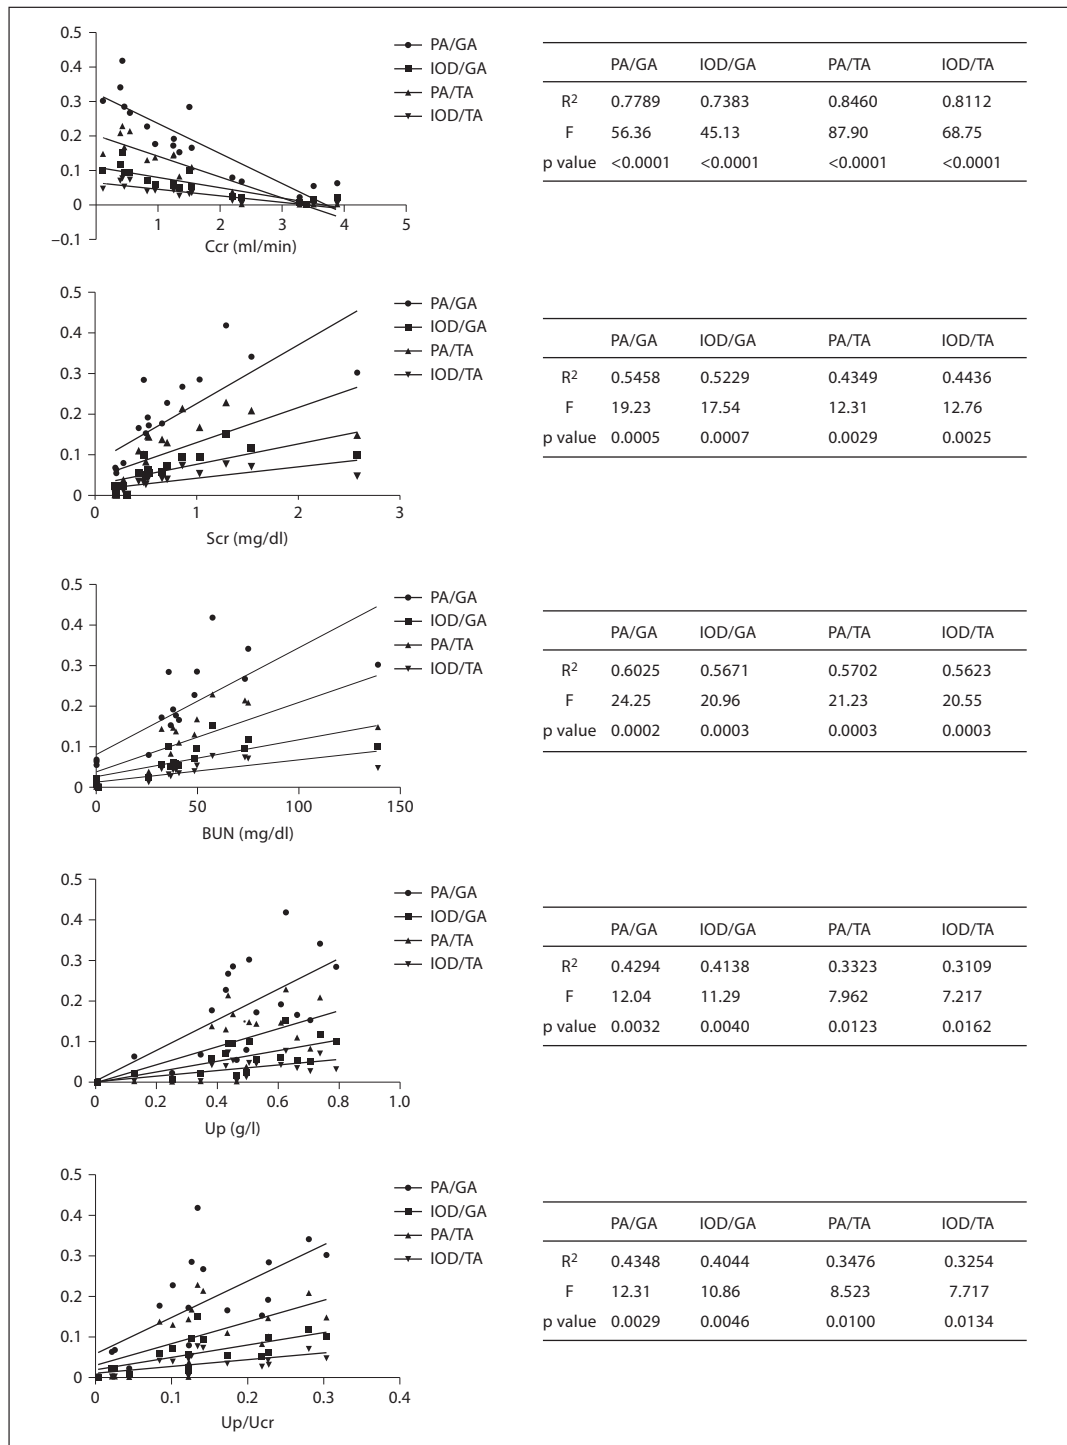 0.5
0.4
0.3
0.2
0.1
0
−0.1
1 2 3 4 5
Ccr (ml/min)
PA/GA
IOD/GA
PA/TA
IOD/TA
PA/GA IOD/GA PA/TA IOD/TA
R2 0.7789 0.7383 0.8460 0.8112
F 56.36 45.13 87.90 68.75
p value <0.0001 <0.0001 <0.0001 <0.0001
0.5
0.4
0.3
0.2
0.1
0
0 1 2 3
Scr (mg/dl)
PA/GA
IOD/GA
PA/TA
IOD/TA
PA/GA IOD/GA PA/TA IOD/TA
R2 0.5458 0.5229 0.4349 0.4436
F 19.23 17.54 12.31 12.76
p value 0.0005 0.0007 0.0029 0.0025
0.5
0.4
0.3
0.2
0.1
0
0 50 100 150
BUN (mg/dl)
PA/GA
IOD/GA
PA/TA
IOD/TA
PA/GA IOD/GA PA/TA IOD/TA
R2 0.6025 0.5671 0.5702 0.5623
F 24.25 20.96 21.23 20.55
p value 0.0002 0.0003 0.0003 0.0003
0.5
0.4
0.3
0.2
0.1
0
0 0.2 0.4 0.6 0.8 1.0
Up (g/l)
PA/GA
IOD/GA
PA/TA
IOD/TA
PA/GA IOD/GA PA/TA IOD/TA
R2 0.4294 0.4138 0.3323 0.3109
F 12.04 11.29 7.962 7.217
p value 0.0032 0.0040 0.0123 0.0162
0.5
0.4
0.3
0.2
0.1
0
0 0.1 0.2 0.3 0.4
Up/Ucr
PA/GA
IOD/GA
PA/TA
IOD/TA
PA/GA IOD/GA PA/TA IOD/TA
R2 0.4348 0.4044 0.3476 0.3254
F 12.31 10.86 8.523 7.717
p value 0.0029 0.0046 0.0100 0.0134